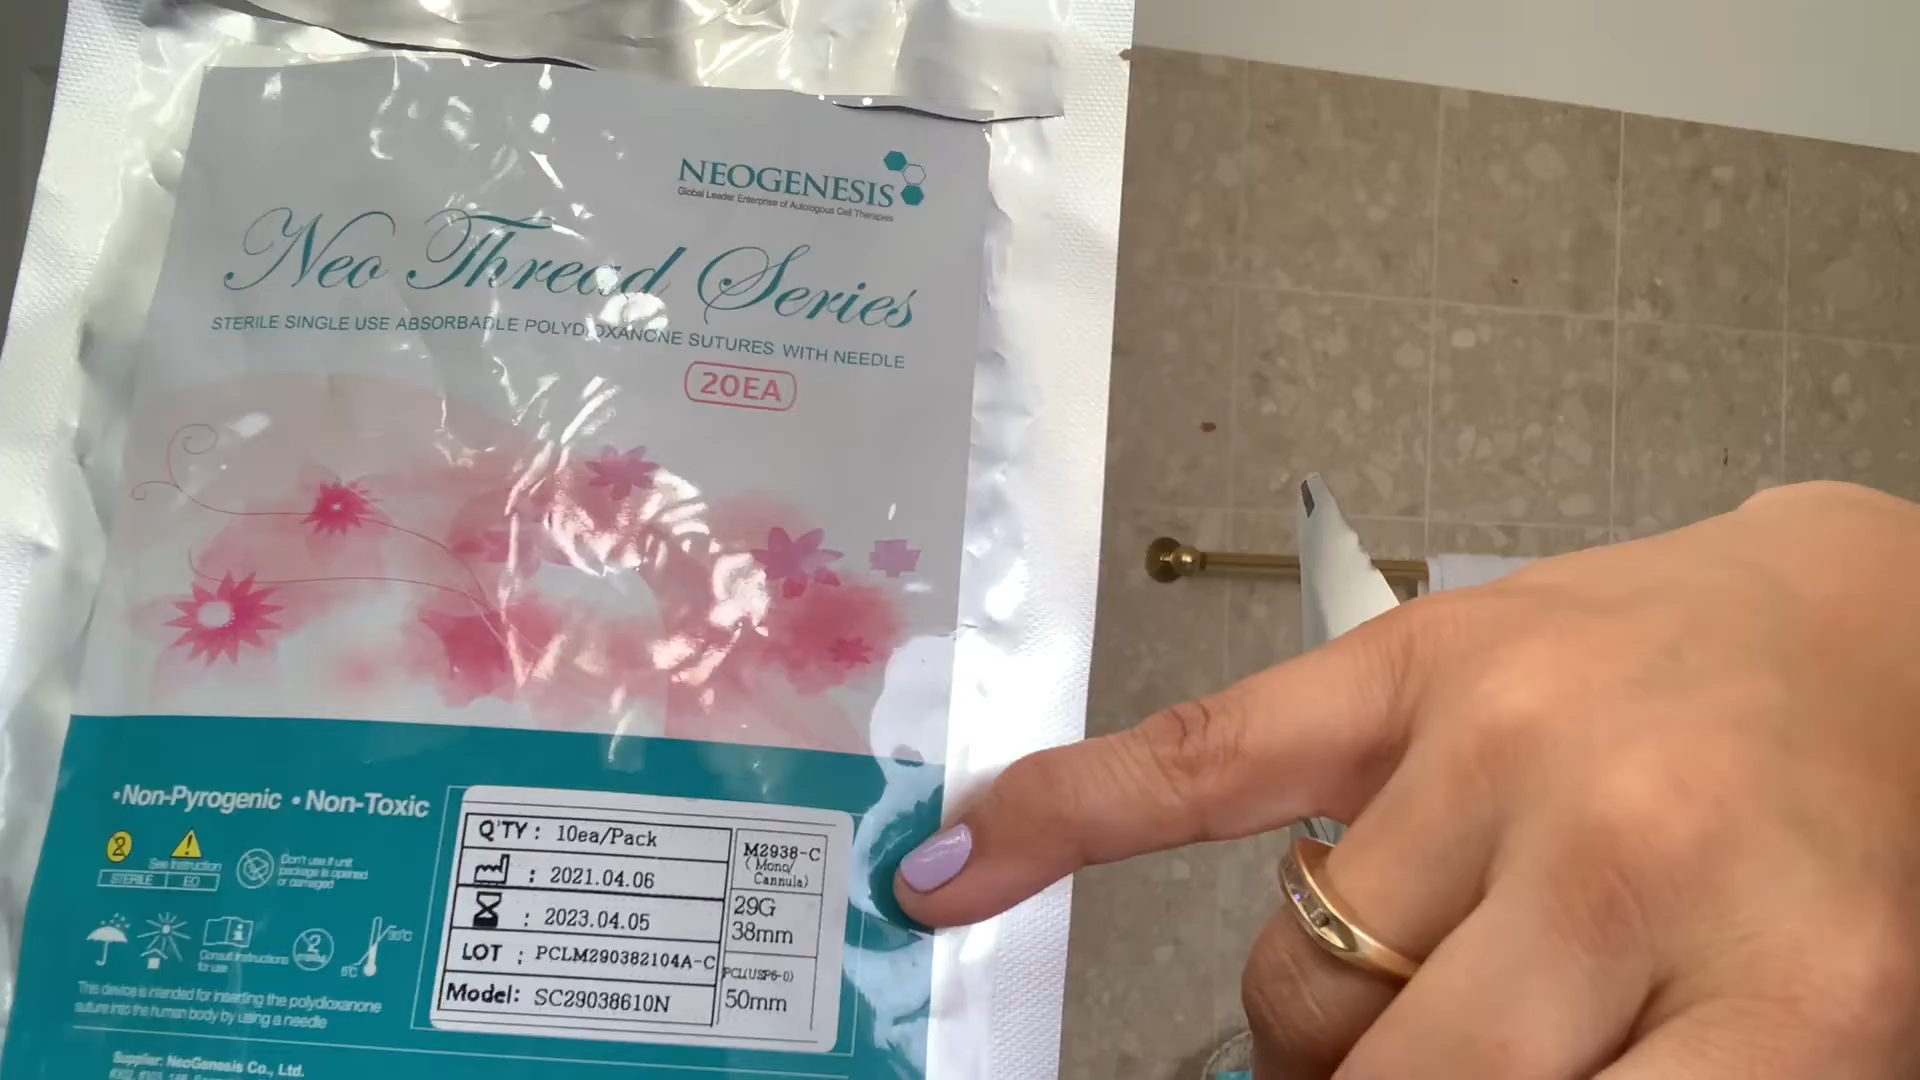 NEOGENESIS
Global Leader Enterprise of Autologous Cell Therapies
Neo Thread Series
STERILE SINGLE USE ABSORBABLE POLYDIOXANONE SUTURES WITH NEEDLE
20EA
•Non-Pyrogenic •Non-Toxic
See Instruction
STERILE EO
Don't use if unit
package is opened
or damaged
Consult instructions
for use
This device is intended for inserting the polydioxanone
suture into the human body by using a needle
Q'TY : 10ea/Pack
: 2021.04.06
: 2023.04.05
LOT : PCLM290382104A-C
Model: SC29038610N
M2938-C
(Mono/
Cannula)
29G
38mm
PCL(USP6-0)
50mm
Supplier: NeoGenesis Co., Ltd.